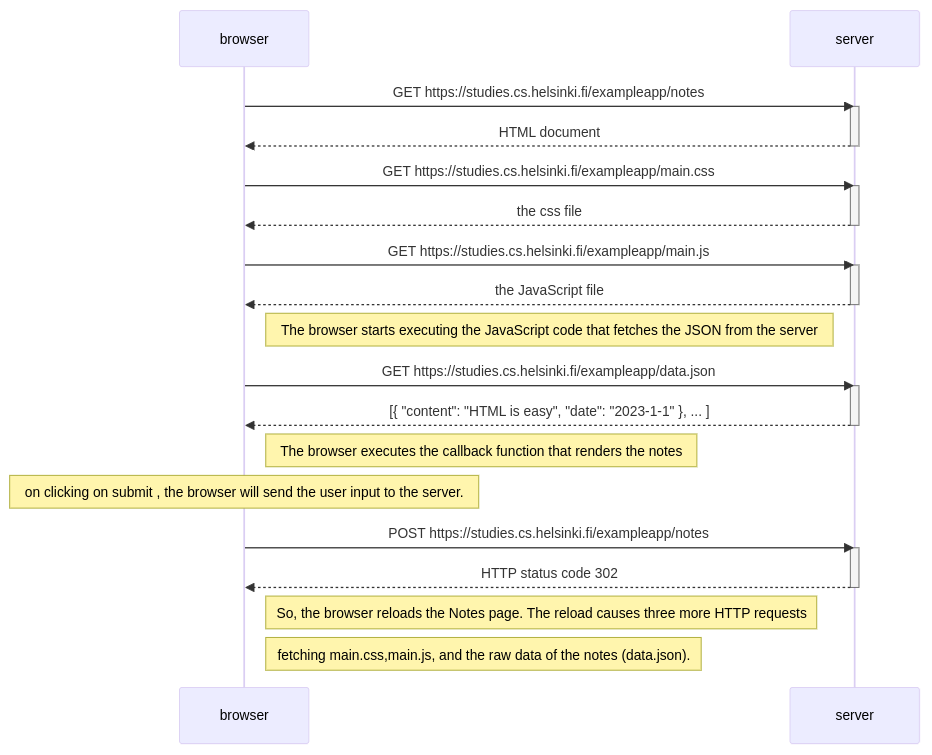 browser
server
GET https://studies.cs.helsinki.fi/exampleapp/notes
HTML document
GET https://studies.cs.helsinki.fi/exampleapp/main.css
the css file
GET https://studies.cs.helsinki.fi/exampleapp/main.js
the JavaScript file
The browser starts executing the JavaScript code that fetches the JSON from the server
GET https://studies.cs.helsinki.fi/exampleapp/data.json
[{ "content": "HTML is easy", "date": "2023-1-1" }, ... ]
The browser executes the callback function that renders the notes
on clicking on submit , the browser will send the user input to the server.
POST https://studies.cs.helsinki.fi/exampleapp/notes
HTTP status code 302
So, the browser reloads the Notes page. The reload causes three more HTTP requests
fetching main.css,main.js, and the raw data of the notes (data.json).
browser
server